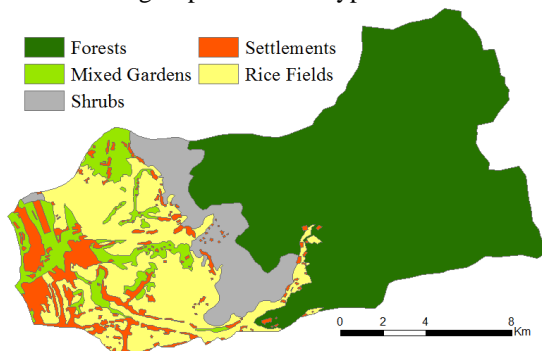 Forests
Settlements
Mixed Gardens
Rice Fields
Shrubs
0 2 4 8
Km